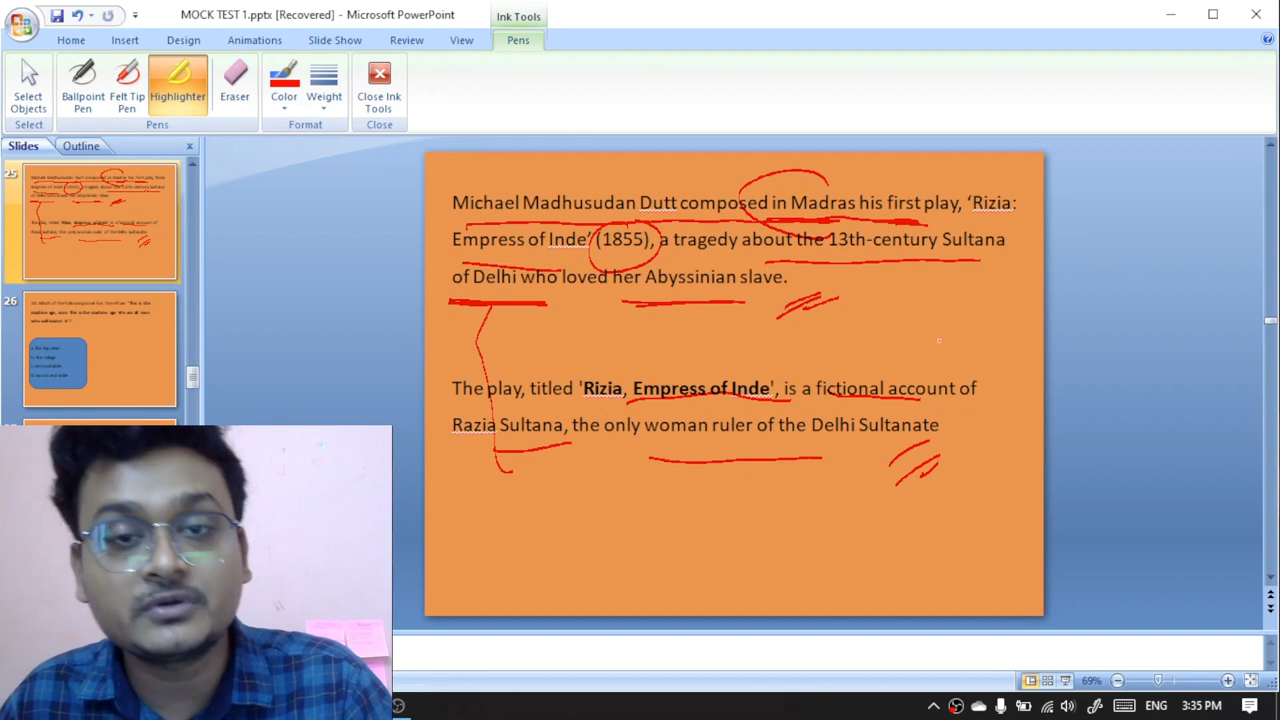 MOCK TEST 1.pptx [Recovered] - Microsoft PowerPoint
Ink Tools
Home Insert Design Animations Slide Show Review View Pens
Select Objects
Ballpoint Pen
Felt Tip Pen
Highlighter
Eraser
Color
Weight
Close Ink Tools
Select Pens Format Close
Slides Outline
25
26
Michael Madhusudan Dutt composed in Madras his first play, ‘Rizia:
Empress of Inde’ (1855), a tragedy about the 13th-century Sultana
of Delhi who loved her Abyssinian slave.
The play, titled 'Rizia, Empress of Inde', is a fictional account of
Razia Sultana, the only woman ruler of the Delhi Sultanate
69%
ENG 3:35 PM